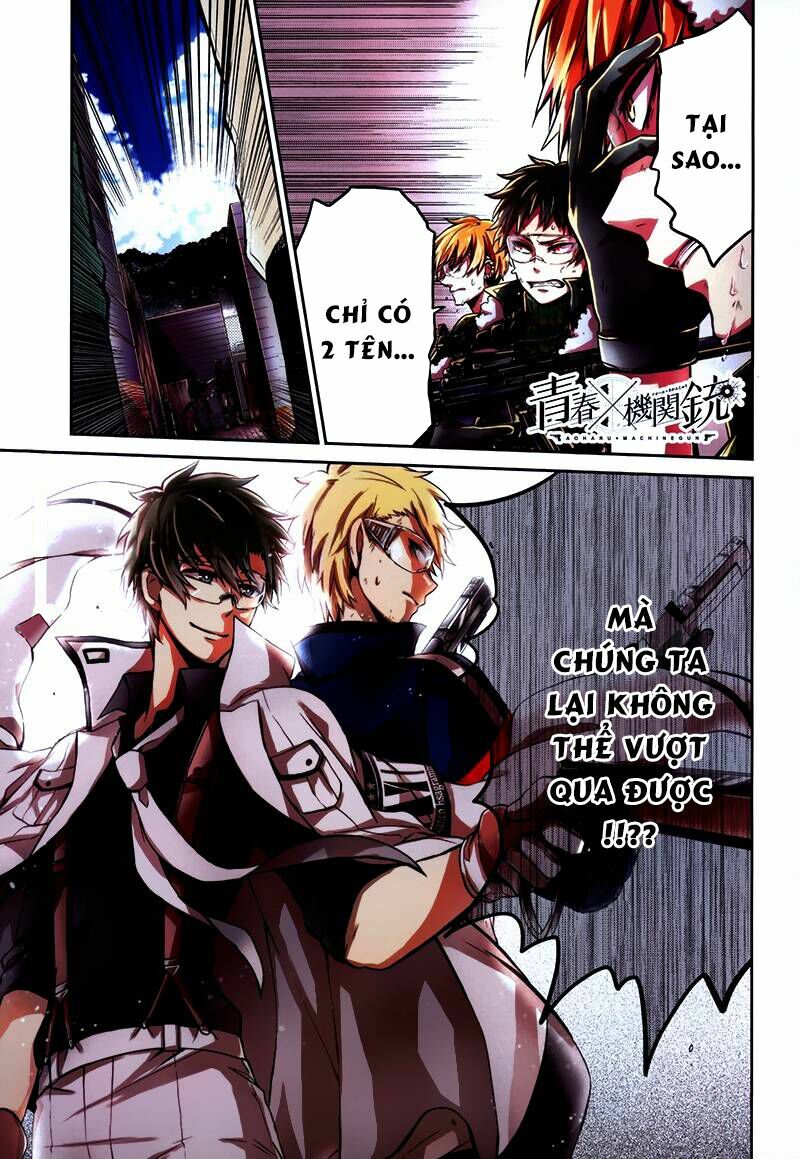 TẠI
SAO...
CHỈ CÓ
2 TÊN...
青春×機関銃
AOHARU×MACHINEGUN
MÀ
CHÚNG TA
LẠI KHÔNG
THỂ VƯỢT
QUA ĐƯỢC
!!??